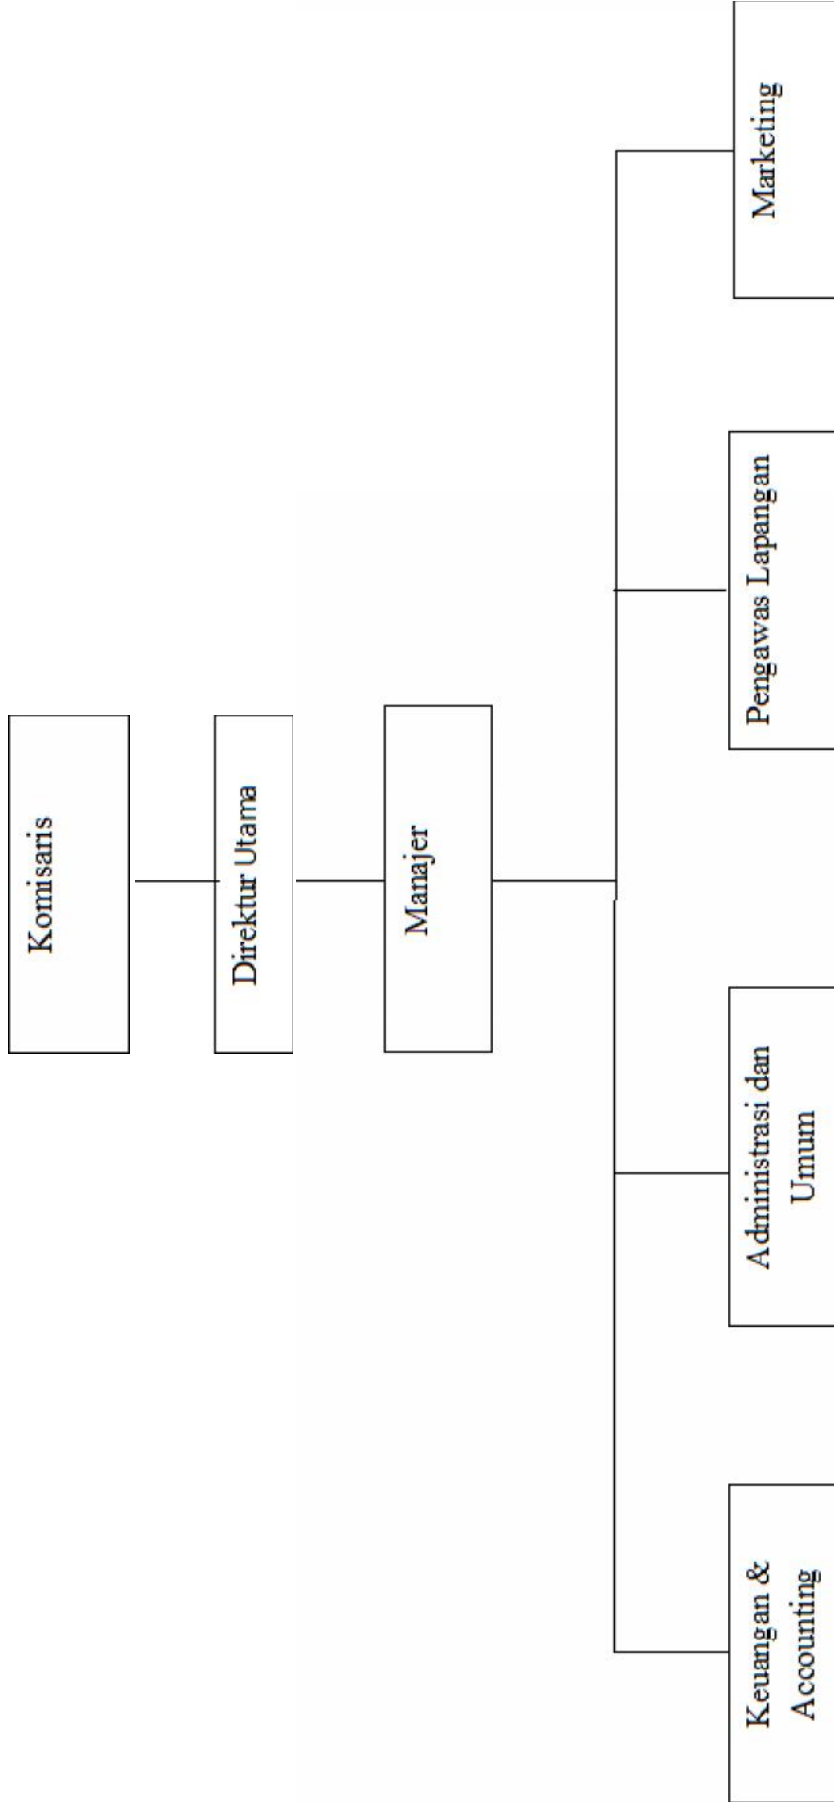 Komisaris
Direktur Utama
Manajer
Keuangan &
Accounting
Administrasi dan
Umum
Pengawas Lapangan
Marketing